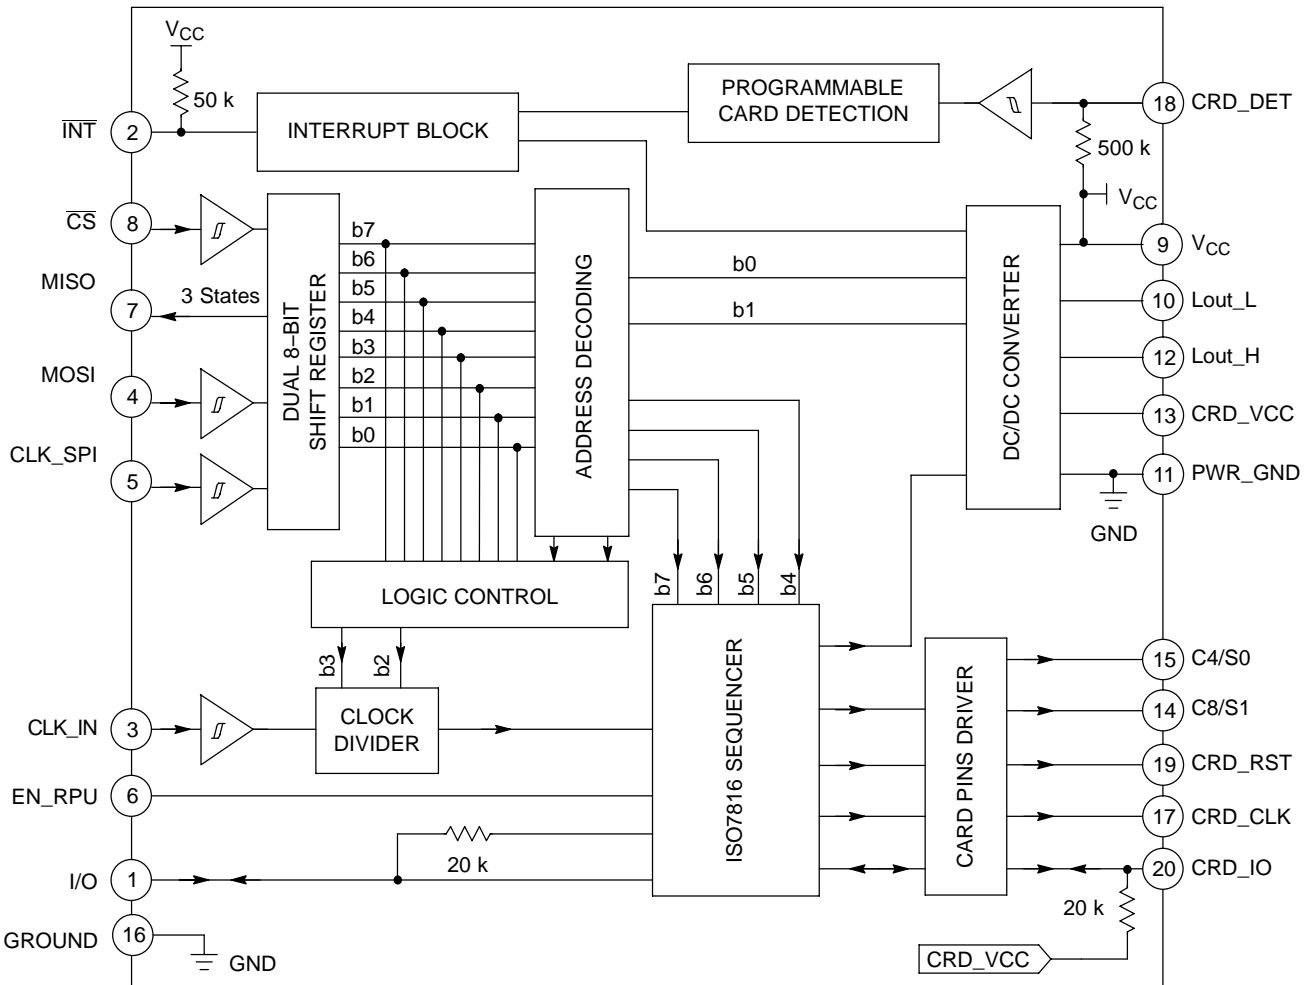 VCC
50 k
INT
2
INTERRUPT BLOCK
PROGRAMMABLE
CARD DETECTION
18
CRD_DET
500 k
VCC
CS
8
MISO
7
3 States
MOSI
4
CLK_SPI
5
DUAL 8–BIT
SHIFT REGISTER
b7
b6
b5
b4
b3
b2
b1
b0
ADDRESS DECODING
b0
b1
DC/DC CONVERTER
9
VCC
10
Lout_L
12
Lout_H
13
CRD_VCC
11
PWR_GND
GND
LOGIC CONTROL
b7
b6
b5
b4
b3
b2
CLK_IN
3
CLOCK
DIVIDER
ISO7816 SEQUENCER
CARD PINS DRIVER
15
C4/S0
14
C8/S1
19
CRD_RST
17
CRD_CLK
20
CRD_IO
EN_RPU
6
20 k
I/O
1
20 k
GROUND
16
GND
CRD_VCC